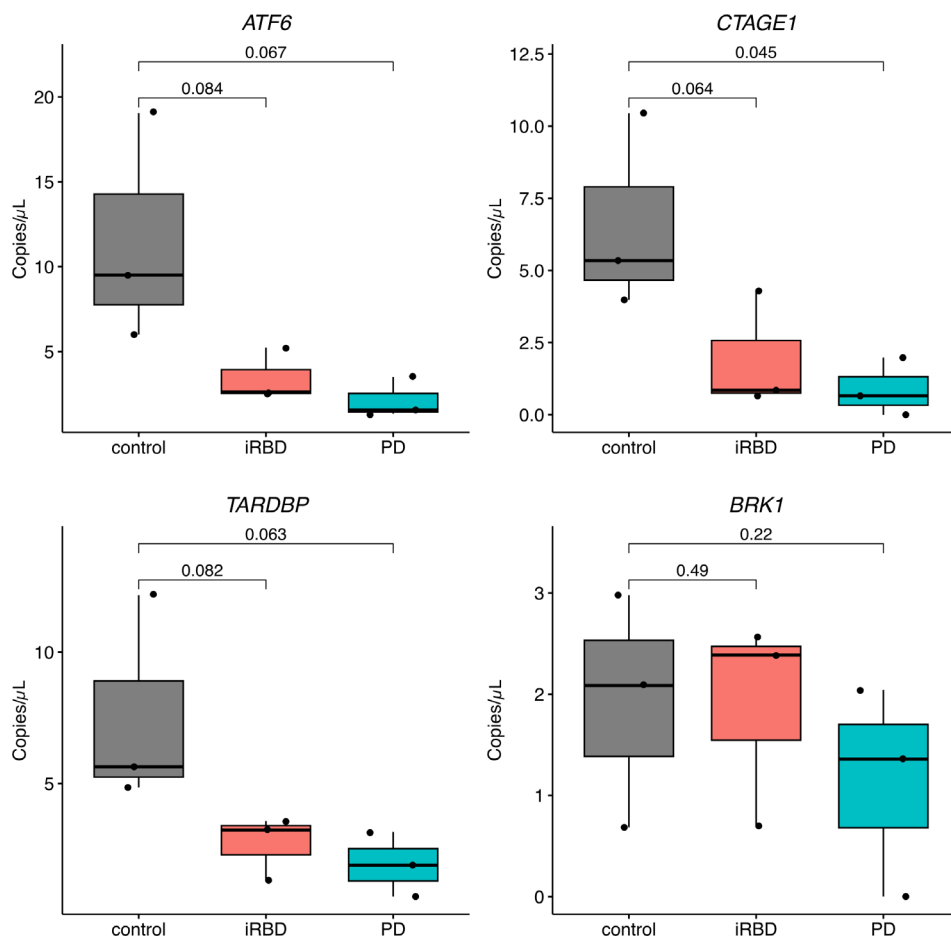 ATF6
0.067
0.084
20
15
10
5
Copies/μL
control iRBD PD
CTAGE1
12.5
0.045
0.064
10.0
7.5
5.0
2.5
0.0
Copies/μL
control iRBD PD
TARDBP
0.063
0.082
10
5
Copies/μL
control iRBD PD
BRK1
0.22
0.49
3
2
1
0
Copies/μL
control iRBD PD